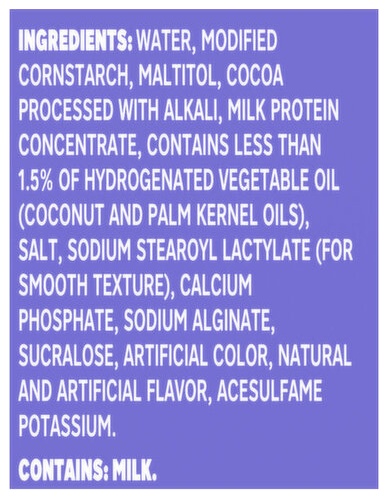 INGREDIENTS: WATER, MODIFIED
CORNSTARCH, MALTITOL, COCOA
PROCESSED WITH ALKALI, MILK PROTEIN
CONCENTRATE, CONTAINS LESS THAN
1.5% OF HYDROGENATED VEGETABLE OIL
(COCONUT AND PALM KERNEL OILS),
SALT, SODIUM STEAROYL LACTYLATE (FOR
SMOOTH TEXTURE), CALCIUM
PHOSPHATE, SODIUM ALGINATE,
SUCRALOSE, ARTIFICIAL COLOR, NATURAL
AND ARTIFICIAL FLAVOR, ACESULFAME
POTASSIUM.
CONTAINS: MILK.